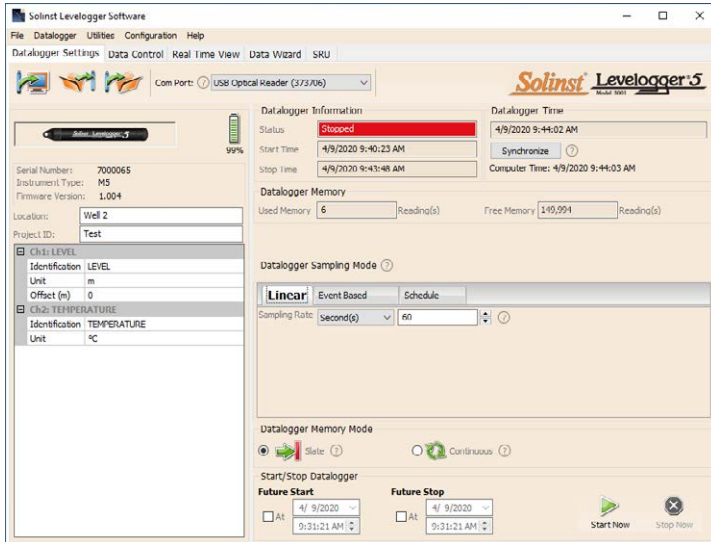 Solinst Levelogger Software
File Datalogger Utilities Configuration Help
Datalogger Settings Data Control Real Time View Data Wizard SRU
Com Port: ? USB Optical Reader (373706)
Solinst Levelogger 5
Model 3001
Solinst Levelogger 5
99%
Serial Number: 7000065
Instrument Type: M5
Firmware Version: 1.004
Location: Well 2
Project ID: Test
Ch1: LEVEL
Identification LEVEL
Unit m
Offset (m) 0
Ch2: TEMPERATURE
Identification TEMPERATURE
Unit ºC
Datalogger Information
Status Stopped
Start Time 4/9/2020 9:40:23 AM
Stop Time 4/9/2020 9:43:48 AM
Datalogger Time
4/9/2020 9:44:02 AM
Synchronize ?
Computer Time: 4/9/2020 9:44:03 AM
Datalogger Memory
Used Memory 6 Reading(s) Free Memory 149,994 Reading(s)
Datalogger Sampling Mode ?
Linear Event Based Schedule
Sampling Rate Second(s) 60 ?
Datalogger Memory Mode
Slate ? Continuous ?
Start/Stop Datalogger
Future Start Future Stop
At 4/ 9/2020 At 4/ 9/2020
9:31:21 AM 9:31:21 AM
Start Now Stop Now